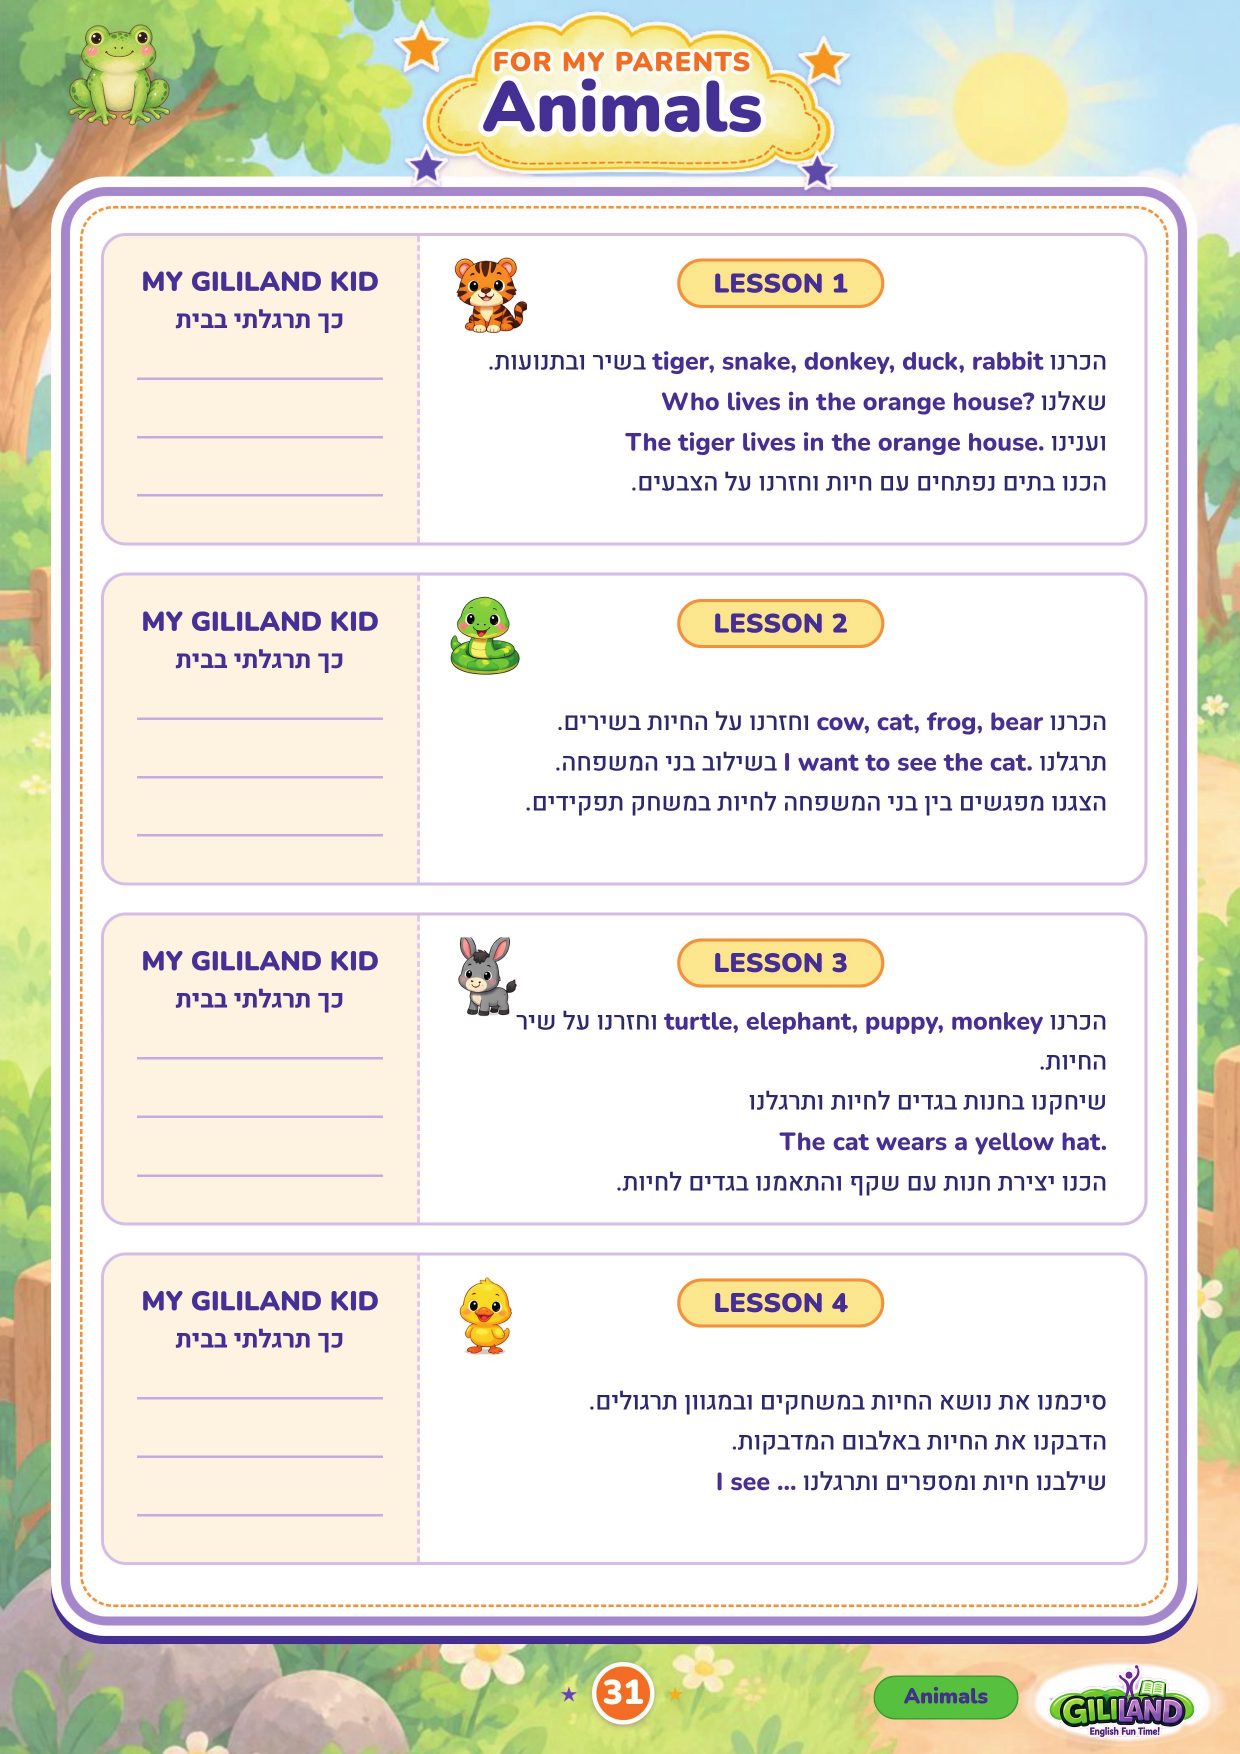 FOR MY PARENTS
Animals
LESSON 1
הכרנו tiger, snake, donkey, duck, rabbit בשיר ובתנועות.
שאלנו Who lives in the orange house?
וענינו The tiger lives in the orange house.
הכנו בתים נפתחים עם חיות וחזרנו על הצבעים.
MY GILILAND KID
כך תרגלתי בבית
LESSON 2
הכרנו cow, cat, frog, bear וחזרנו על החיות בשירים.
תרגלנו I want to see the cat. בשילוב בני המשפחה.
הצגנו מפגשים בין בני המשפחה לחיות במשחק תפקידים.
MY GILILAND KID
כך תרגלתי בבית
LESSON 3
הכרנו turtle, elephant, puppy, monkey וחזרנו על שיר
החיות.
שיחקנו בחנות בגדים לחיות ותרגלנו
The cat wears a yellow hat.
הכנו יצירת חנות עם שקף והתאמנו בגדים לחיות.
MY GILILAND KID
כך תרגלתי בבית
LESSON 4
סיכמנו את נושא החיות במשחקים ובמגוון תרגולים.
הדבקנו את החיות באלבום המדבקות.
שילבנו חיות ומספרים ותרגלנו I see ...
MY GILILAND KID
כך תרגלתי בבית
31
Animals
GILILAND
English Fun Time!